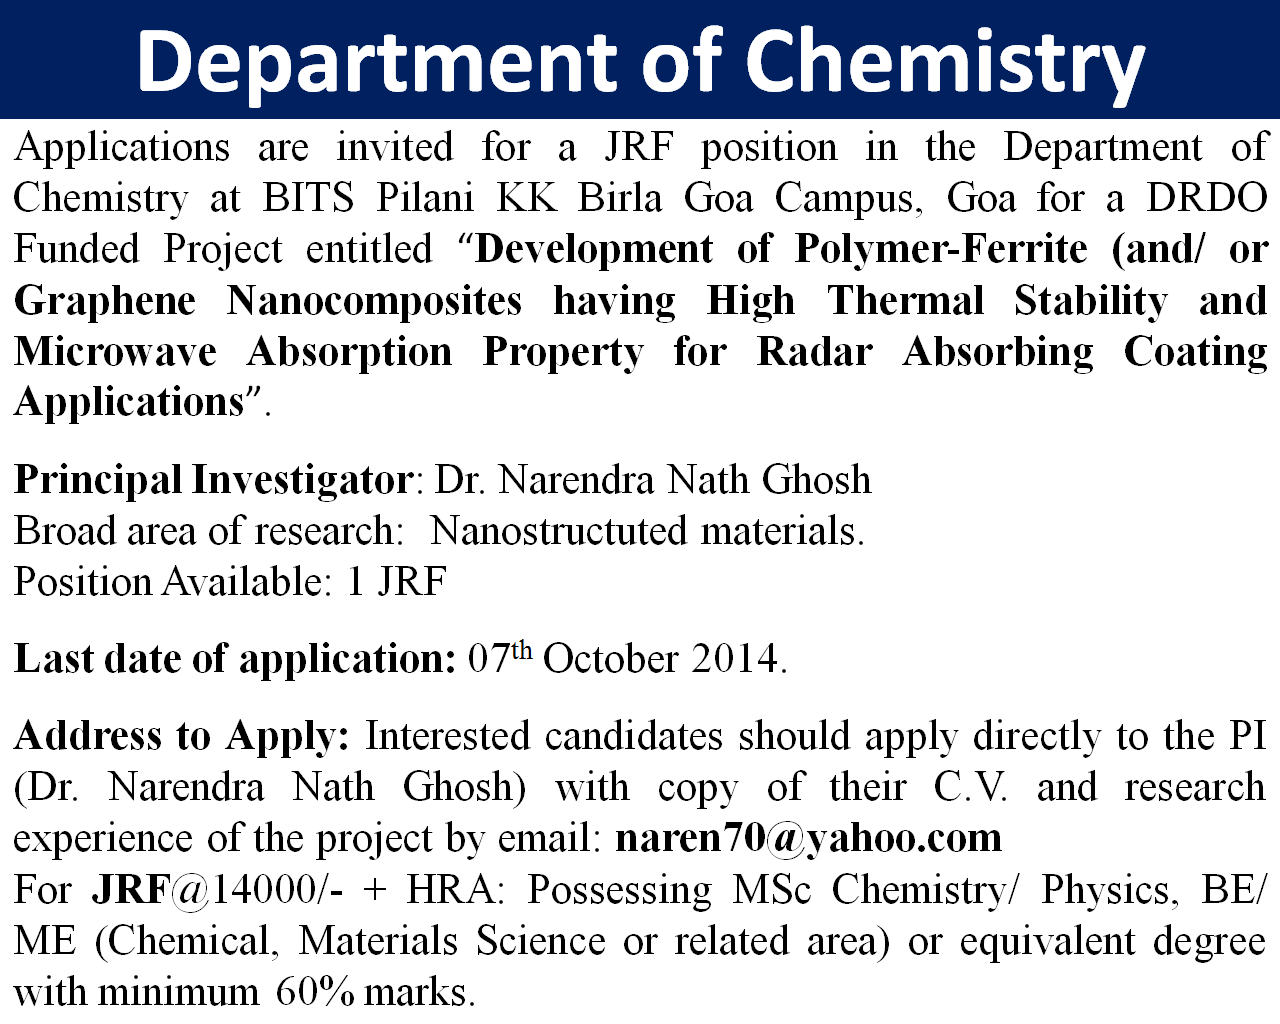 Department of Chemistry
Applications are invited for a JRF position in the Department of
Chemistry at BITS Pilani KK Birla Goa Campus, Goa for a DRDO
Funded Project entitled “Development of Polymer-Ferrite (and/ or
Graphene Nanocomposites having High Thermal Stability and
Microwave Absorption Property for Radar Absorbing Coating
Applications”.
Principal Investigator: Dr. Narendra Nath Ghosh
Broad area of research: Nanostructuted materials.
Position Available: 1 JRF
Last date of application: 07th October 2014.
Address to Apply: Interested candidates should apply directly to the PI
(Dr. Narendra Nath Ghosh) with copy of their C.V. and research
experience of the project by email: naren70@yahoo.com
For JRF@14000/- + HRA: Possessing MSc Chemistry/ Physics, BE/
ME (Chemical, Materials Science or related area) or equivalent degree
with minimum 60% marks.